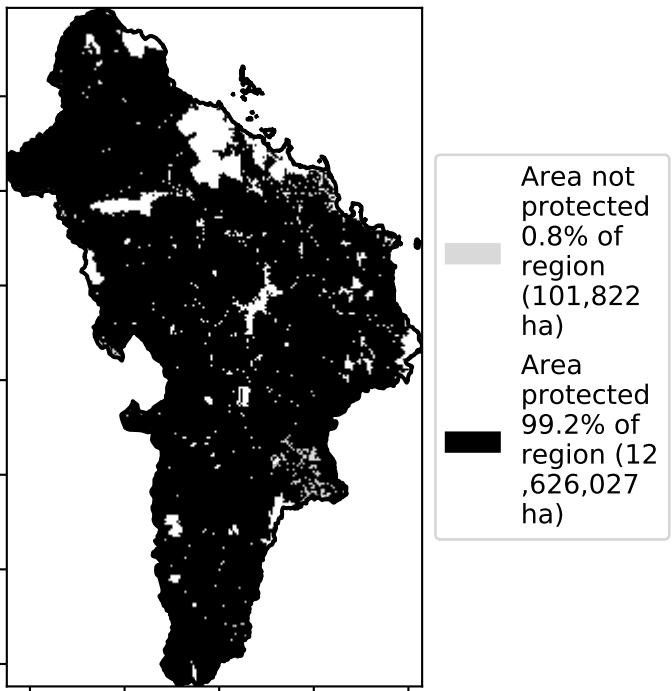 Area not
protected
0.8% of
region
(101,822
ha)
Area
protected
99.2% of
region (12
,626,027
ha)